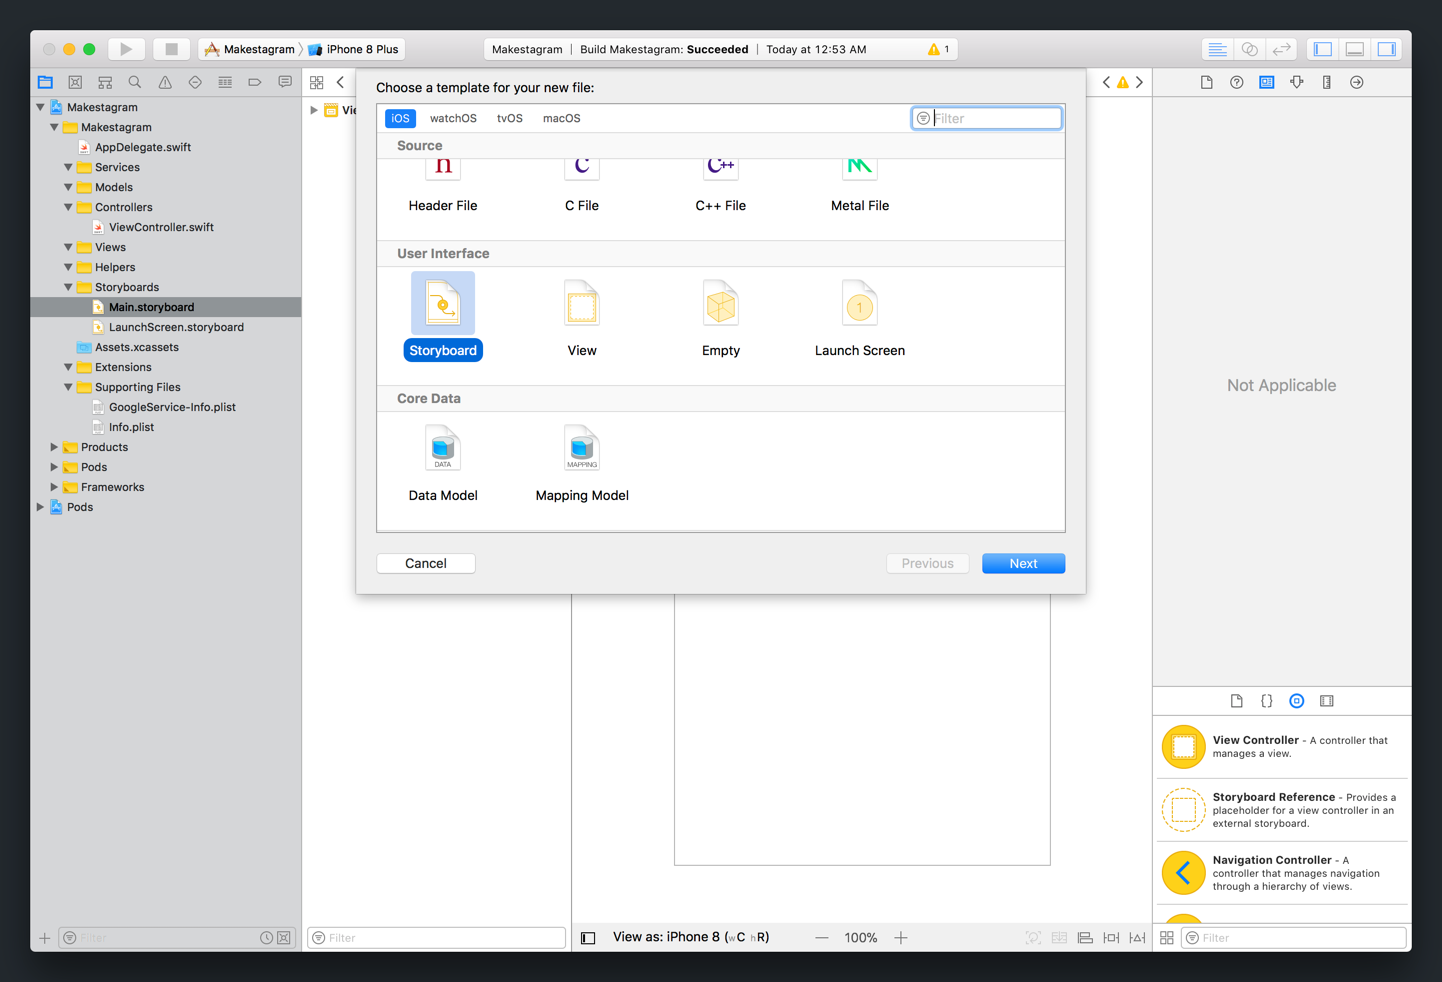 Makestagram
iPhone 8 Plus
Makestagram | Build Makestagram: Succeeded | Today at 12:53 AM
1
Makestagram
Makestagram
AppDelegate.swift
Services
Models
Controllers
ViewController.swift
Views
Helpers
Storyboards
Main.storyboard
LaunchScreen.storyboard
Assets.xcassets
Extensions
Supporting Files
GoogleService-Info.plist
Info.plist
Products
Pods
Frameworks
Pods
Filter
Vie
Filter
Choose a template for your new file:
iOS
watchOS
tvOS
macOS
Filter
Source
h
C
C++
Header File
C File
C++ File
Metal File
User Interface
1
Storyboard
View
Empty
Launch Screen
Core Data
DATA
MAPPING
Data Model
Mapping Model
Cancel
Previous
Next
View as: iPhone 8 (wC hR)
100%
Not Applicable
{}
View Controller - A controller that
manages a view.
Storyboard Reference - Provides a
placeholder for a view controller in an
external storyboard.
Navigation Controller - A
controller that manages navigation
through a hierarchy of views.
Filter